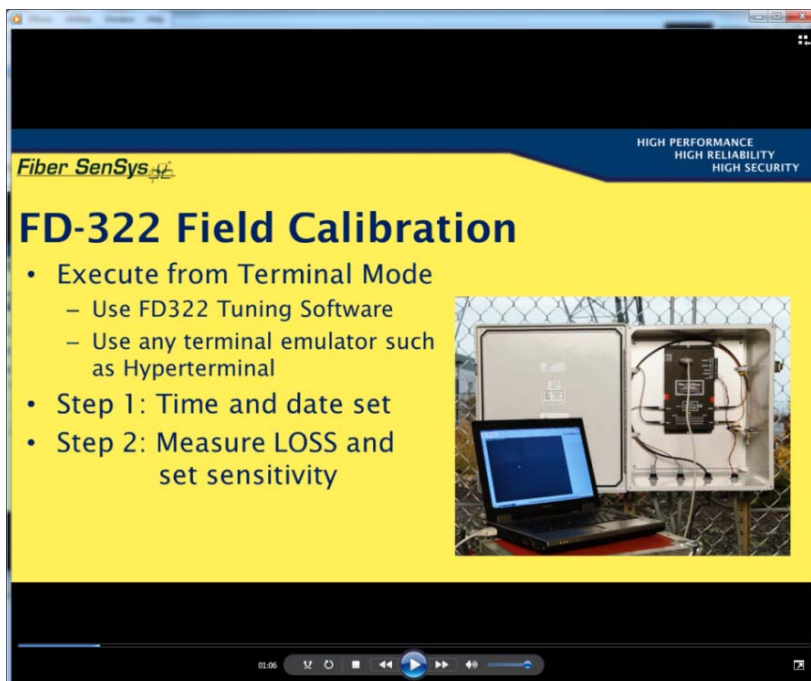 HIGH PERFORMANCE
HIGH RELIABILITY
HIGH SECURITY
Fiber SenSys
FD-322 Field Calibration
• Execute from Terminal Mode
– Use FD322 Tuning Software
– Use any terminal emulator such
as Hyperterminal
• Step 1: Time and date set
• Step 2: Measure LOSS and
set sensitivity
01:06